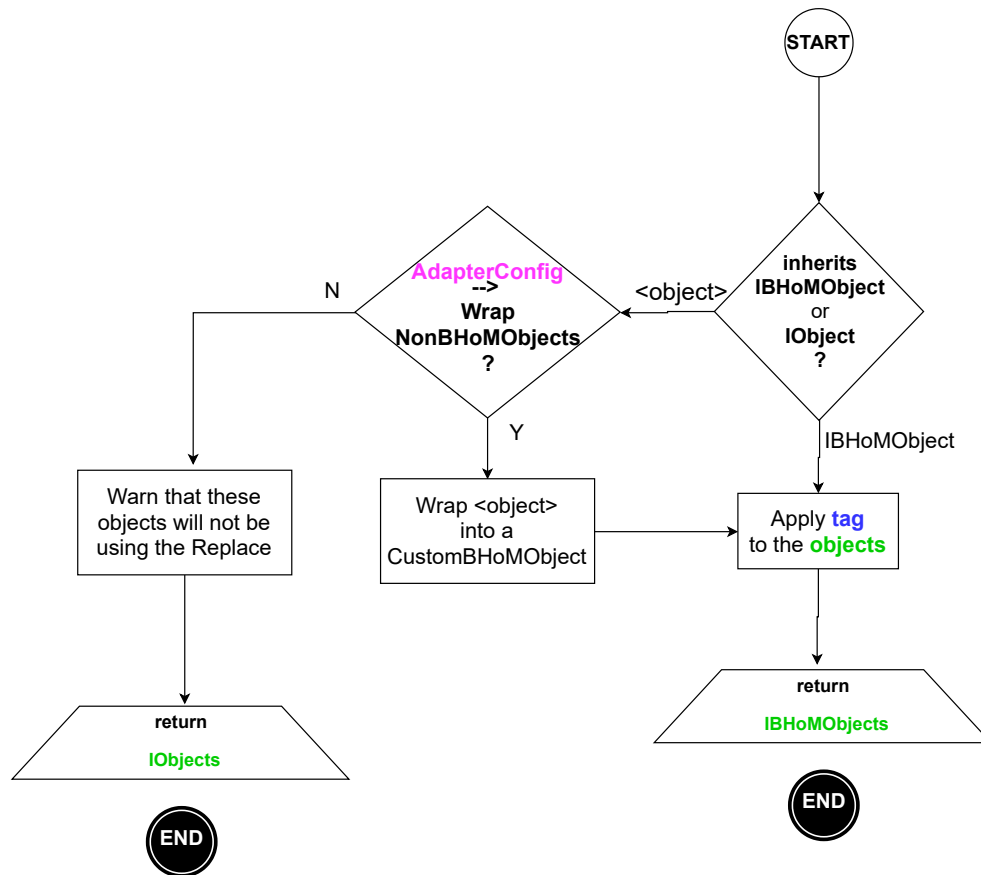 START
inherits
IBHoMObject
or
IObject
?
<object>
AdapterConfig
-->
Wrap
NonBHoMObjects
?
N
Y
IBHoMObject
Warn that these
objects will not be
using the Replace
Wrap <object>
into a
CustomBHoMObject
Apply tag
to the objects
return
IObjects
return
IBHoMObjects
END
END